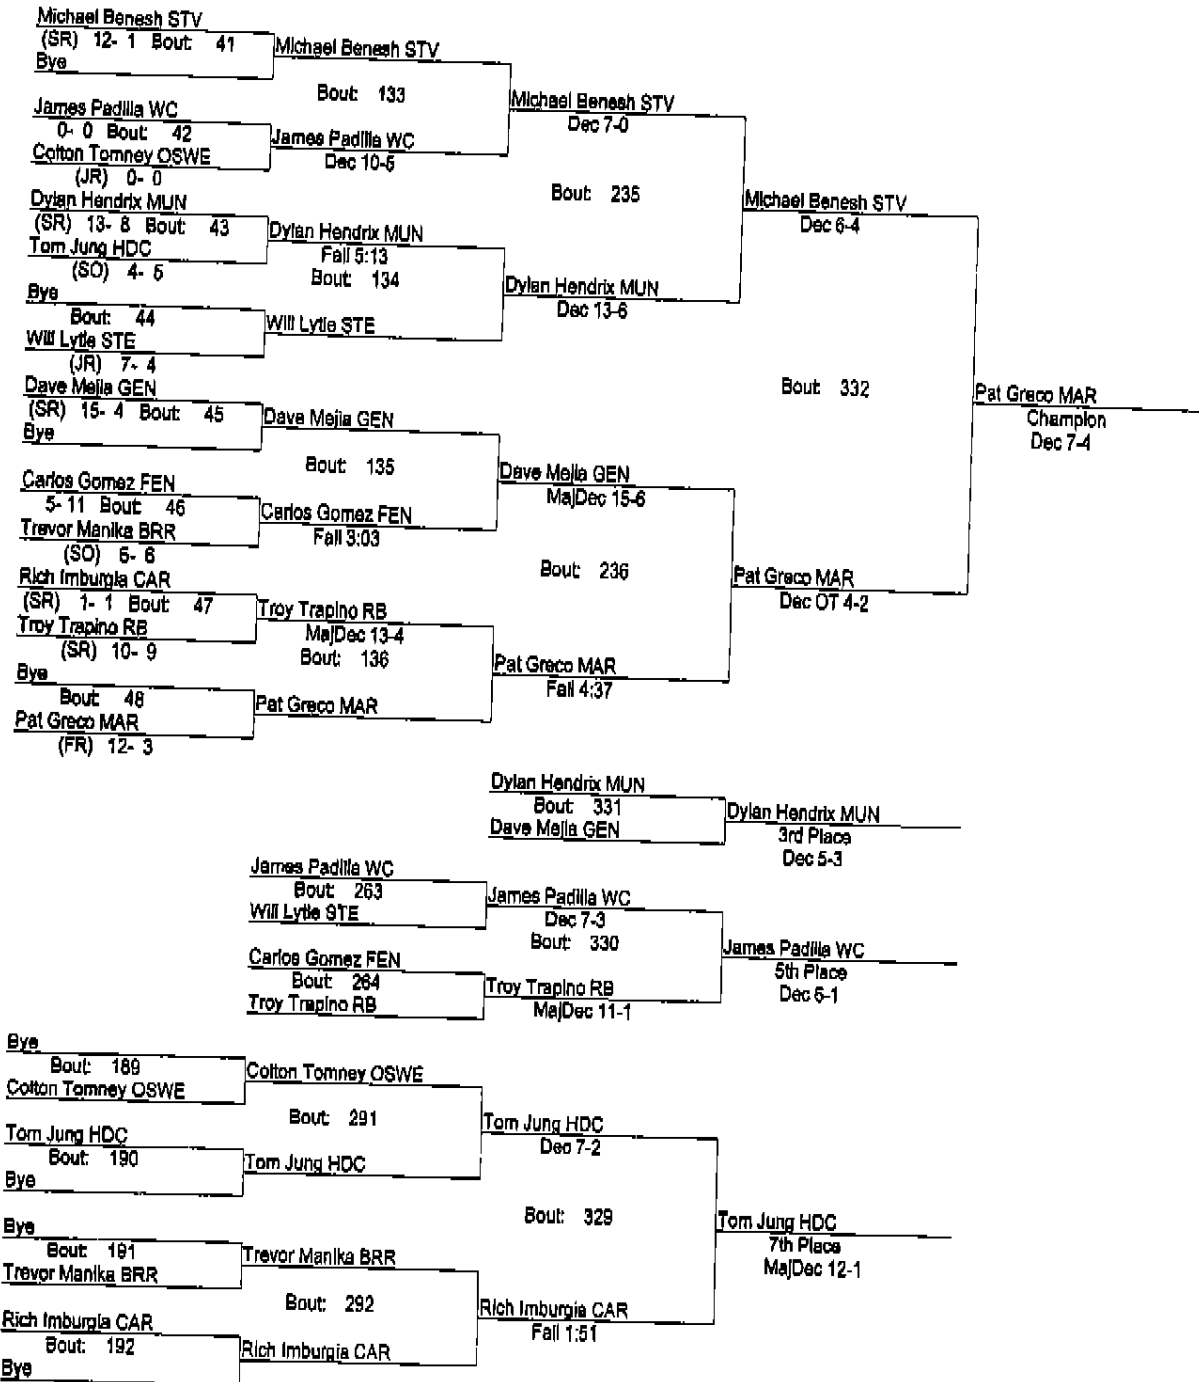 Michael Benesh STV
(SR) 12- 1 Bout: 41
Bye
Michael Benesh STV
Bout: 133
James Padilla WC
0- 0 Bout: 42
Colton Tomney OSWE
(JR) 0- 0
James Padilla WC
Dec 10-5
Michael Benesh STV
Dec 7-0
Bout: 235
Dylan Hendrix MUN
(SR) 13- 8 Bout: 43
Tom Jung HDC
(SO) 4- 5
Dylan Hendrix MUN
Fall 5:13
Bout: 134
Bye
Bout: 44
Will Lytle STE
(JR) 7- 4
Will Lytle STE
Dylan Hendrix MUN
Dec 13-6
Michael Benesh STV
Dec 6-4
Bout: 332
Dave Mejia GEN
(SR) 15- 4 Bout: 45
Bye
Dave Mejia GEN
Bout: 135
Carlos Gomez FEN
5- 11 Bout: 46
Trevor Manika BRR
(SO) 6- 6
Carlos Gomez FEN
Fall 3:03
Dave Mejia GEN
MajDec 15-6
Bout: 236
Rich Imburgia CAR
(SR) 1- 1 Bout: 47
Troy Trapino RB
(SR) 10- 9
Troy Trapino RB
MajDec 13-4
Bout: 136
Bye
Bout: 48
Pat Greco MAR
(FR) 12- 3
Pat Greco MAR
Pat Greco MAR
Fall 4:37
Pat Greco MAR
Dec OT 4-2
Pat Greco MAR
Champion
Dec 7-4
Dylan Hendrix MUN
Bout: 331
Dave Mejia GEN
Dylan Hendrix MUN
3rd Place
Dec 5-3
James Padilla WC
Bout: 263
Will Lytle STE
James Padilla WC
Dec 7-3
Bout: 330
Carlos Gomez FEN
Bout: 264
Troy Trapino RB
Troy Trapino RB
MajDec 11-1
James Padilla WC
5th Place
Dec 5-1
Bye
Bout: 189
Colton Tomney OSWE
Colton Tomney OSWE
Bout: 291
Tom Jung HDC
Bout: 190
Bye
Tom Jung HDC
Tom Jung HDC
Dec 7-2
Bout: 329
Bye
Bout: 191
Trevor Manika BRR
Trevor Manika BRR
Bout: 292
Rich Imburgia CAR
Bout: 192
Bye
Rich Imburgia CAR
Rich Imburgia CAR
Fall 1:51
Tom Jung HDC
7th Place
MajDec 12-1